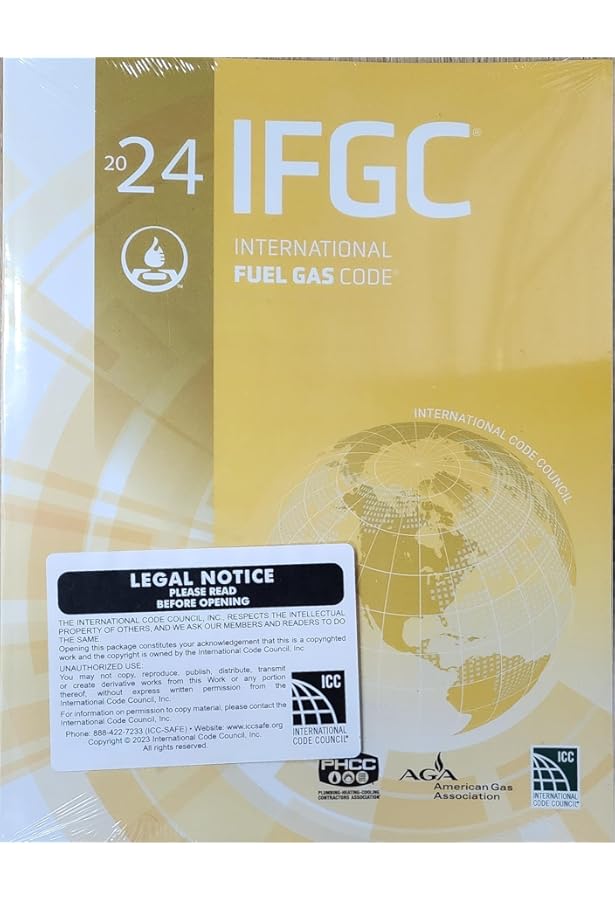 2024
IFGC®
INTERNATIONAL
FUEL GAS CODE®
INTERNATIONAL CODE COUNCIL
LEGAL NOTICE
PLEASE READ
BEFORE OPENING
THE INTERNATIONAL CODE COUNCIL, INC., RESPECTS THE INTELLECTUAL
PROPERTY OF OTHERS, AND WE ASK OUR MEMBERS AND READERS TO DO
THE SAME.
Opening this package constitutes your acknowledgement that this is a copyrighted
work and the copyright is owned by the International Code Council, Inc
UNAUTHORIZED USE:
You may not copy, reproduce, publish, distribute, transmit
or create derivative works from this Work or any portion
thereof, without express written permission from the
International Code Council, Inc.
For information on permission to copy material, please contact the
International Code Council, Inc.
Phone: 888-422-7233 (ICC-SAFE) • Website: www.iccsafe.org
Copyright © 2023 International Code Council, Inc.
All rights reserved.
ICC
INTERNATIONAL
CODE COUNCIL®
PHCC
PLUMBING-HEATING-COOLING
CONTRACTORS ASSOCIATION
AGA
American Gas
Association
ICC
INTERNATIONAL
CODE COUNCIL®